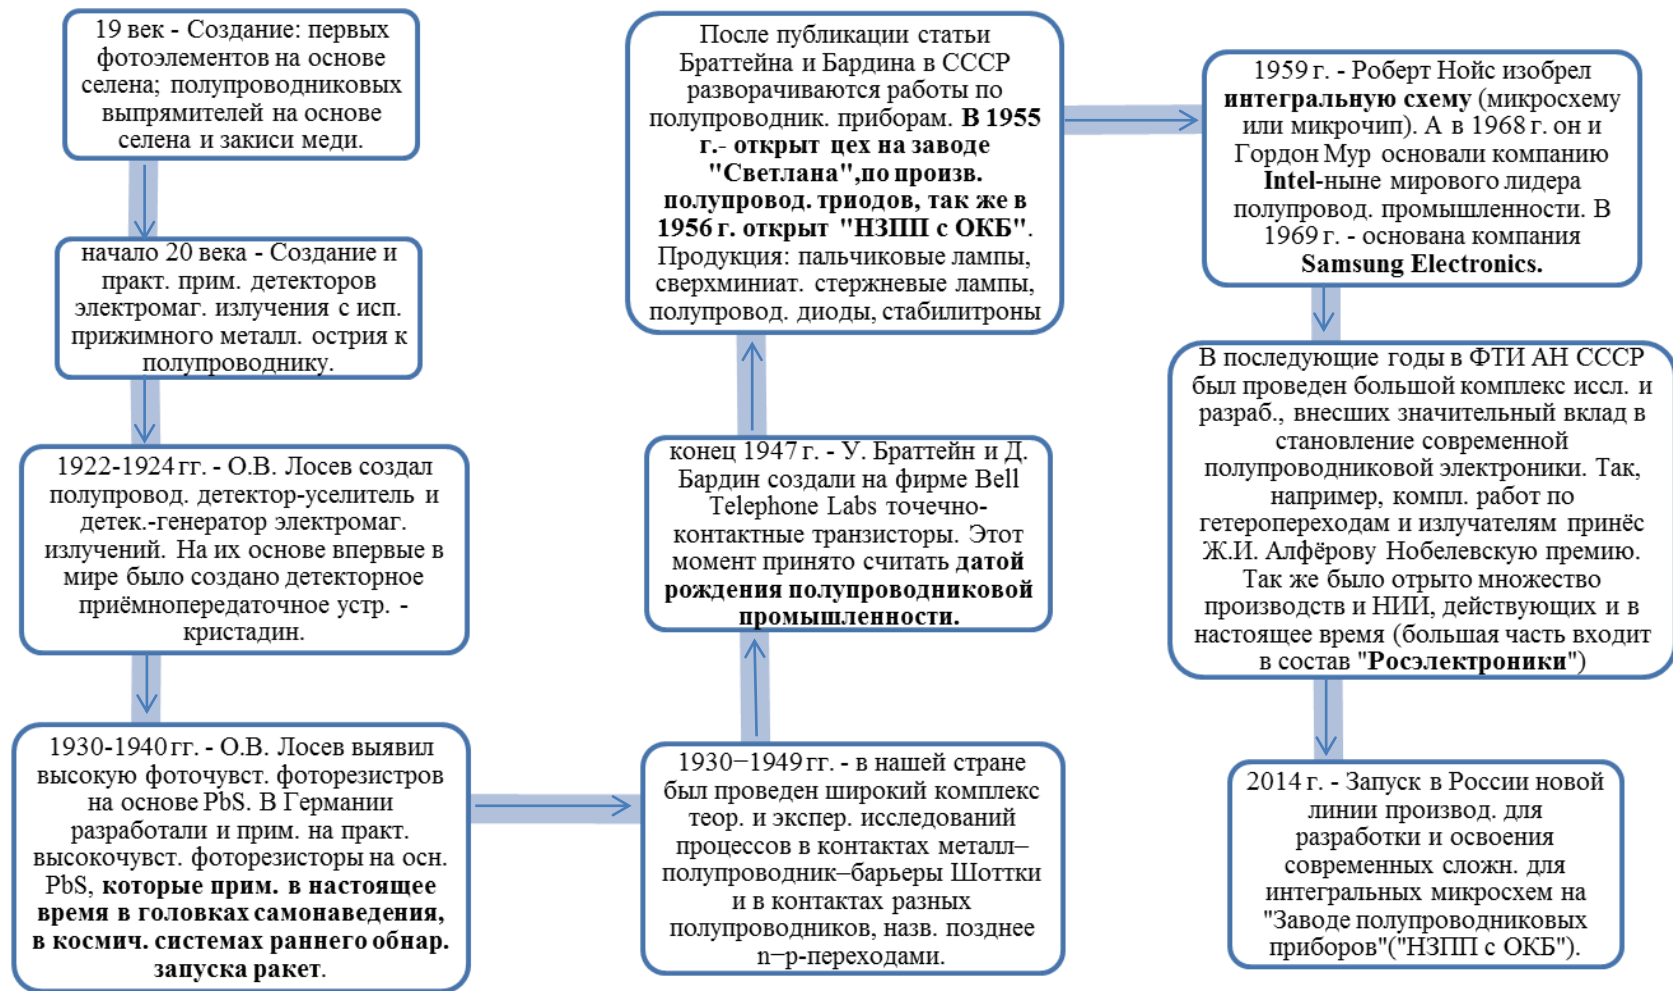 19 век - Создание: первых
фотоэлементов на основе
селена; полупроводниковых
выпрямителей на основе
селена и закиси меди.
начало 20 века - Создание и
практ. прим. детекторов
электромаг. излучения с исп.
прижимного металл. острия к
полупроводнику.
1922-1924 гг. - О.В. Лосев создал
полупровод. детектор-уселитель и
детек.-генератор электромаг.
излучений. На их основе впервые в
мире было создано детекторное
приёмнопередаточное устр. -
кристадин.
1930-1940 гг. - О.В. Лосев выявил
высокую фоточувст. фоторезистров
на основе PbS. В Германии
разработали и прим. на практ.
высокочувст. фоторезисторы на осн.
PbS, которые прим. в настоящее
время в головках самонаведения,
в космич. системах раннего обнар.
запуска ракет.
1930–1949 гг. - в нашей стране
был проведен широкий комплекс
теор. и экспер. исследований
процессов в контактах металл–
полупроводник–барьеры Шоттки
и в контактах разных
полупроводников, назв. позднее
n–p-переходами.
конец 1947 г. - У. Браттейн и Д.
Бардин создали на фирме Bell
Telephone Labs точечно-
контактные транзисторы. Этот
момент принято считать датой
рождения полупроводниковой
промышленности.
После публикации статьи
Браттейна и Бардина в СССР
разворачиваются работы по
полупроводник. приборам. В 1955
г.- открыт цех на заводе
"Светлана",по произв.
полупровод. триодов, так же в
1956 г. открыт "НЗПП с ОКБ".
Продукция: пальчиковые лампы,
сверхминиат. стержневые лампы,
полупровод. диоды, стабилитроны
1959 г. - Роберт Нойс изобрел
интегральную схему (микросхему
или микрочип). А в 1968 г. он и
Гордон Мур основали компанию
Intel-ныне мирового лидера
полупровод. промышленности. В
1969 г. - основана компания
Samsung Electronics.
В последующие годы в ФТИ АН СССР
был проведен большой комплекс иссл. и
разраб., внесших значительный вклад в
становление современной
полупроводниковой электроники. Так,
например, компл. работ по
гетеропереходам и излучателям принёс
Ж.И. Алфёрову Нобелевскую премию.
Так же было отрыто множество
производств и НИИ, действующих и в
настоящее время (большая часть входит
в состав "Росэлектроники")
2014 г. - Запуск в России новой
линии производ. для
разработки и освоения
современных сложн. для
интегральных микросхем на
"Заводе полупроводниковых
приборов"("НЗПП с ОКБ").